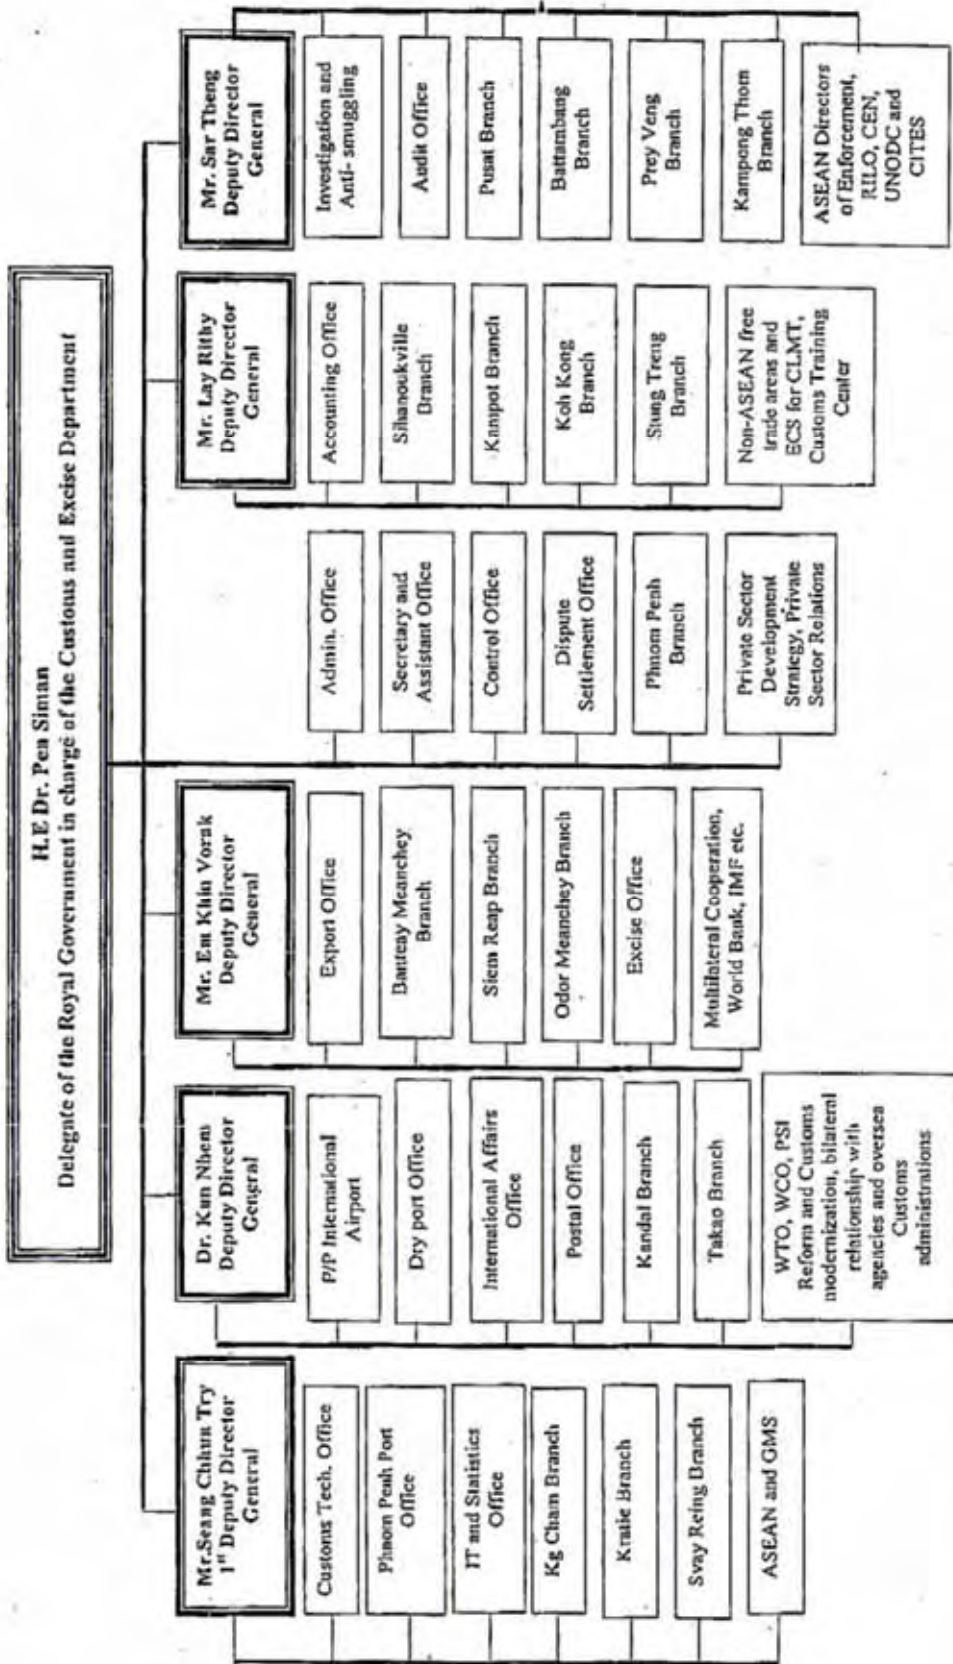 H.E Dr. Pen Siman
Delegate of the Royal Government in charge of the Customs and Excise Department
Mr.Seang Chhun Try
1st Deputy Director
General
Customs Tech. Office
Phnom Penh Port
Office
IT and Statistics
Office
Kg Cham Branch
Kratie Branch
Svay Reing Branch
ASEAN and GMS
Dr. Kun Nhem
Deputy Director
General
P/P International
Airport
Dry port Office
International Affairs
Office
Postal Office
Kandal Branch
Takao Branch
WTO, WCO, PSI
Reform and Customs
modernization, bilateral
relationship with
agencies and oversea
Customs
administrations
Mr. Em Khin Vorak
Deputy Director
General
Export Office
Banteay Meanchey
Branch
Siem Reap Branch
Odor Meanchey Branch
Excise Office
Multilateral Cooperation,
World Bank, IMF etc.
Admin. Office
Secretary and
Assistant Office
Control Office
Dispute
Settlement Office
Phnom Penh
Branch
Private Sector
Development
Strategy, Private
Sector Relations
Mr. Lay Rithy
Deputy Director
General
Accounting Office
Sihanoukville
Branch
Kampot Branch
Koh Kong
Branch
Stung Treng
Branch
Non-ASEAN free
trade areas and
ECS for CLMT,
Customs Training
Center
Mr. Sar Theng
Deputy Director
General
Investigation and
Anti- smuggling
Audit Office
Pusat Branch
Battambang
Branch
Prey Veng
Branch
Kampong Thom
Branch
ASEAN Directors
of Enforcement,
RILO, CEN,
UNODC and
CITES